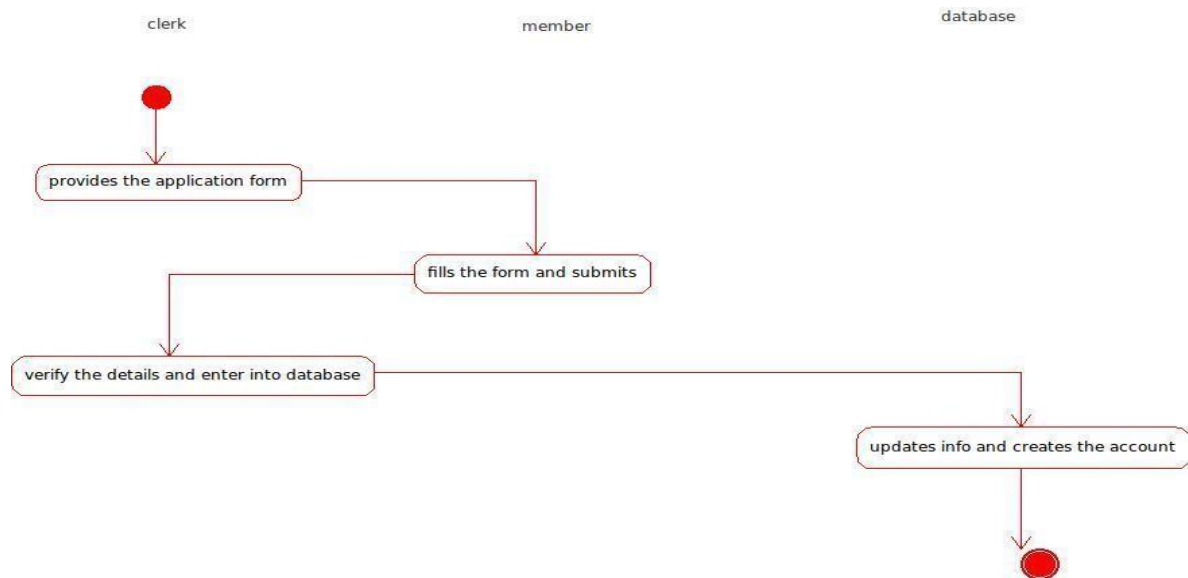 clerk
member
database
provides the application form
fills the form and submits
verify the details and enter into database
updates info and creates the account